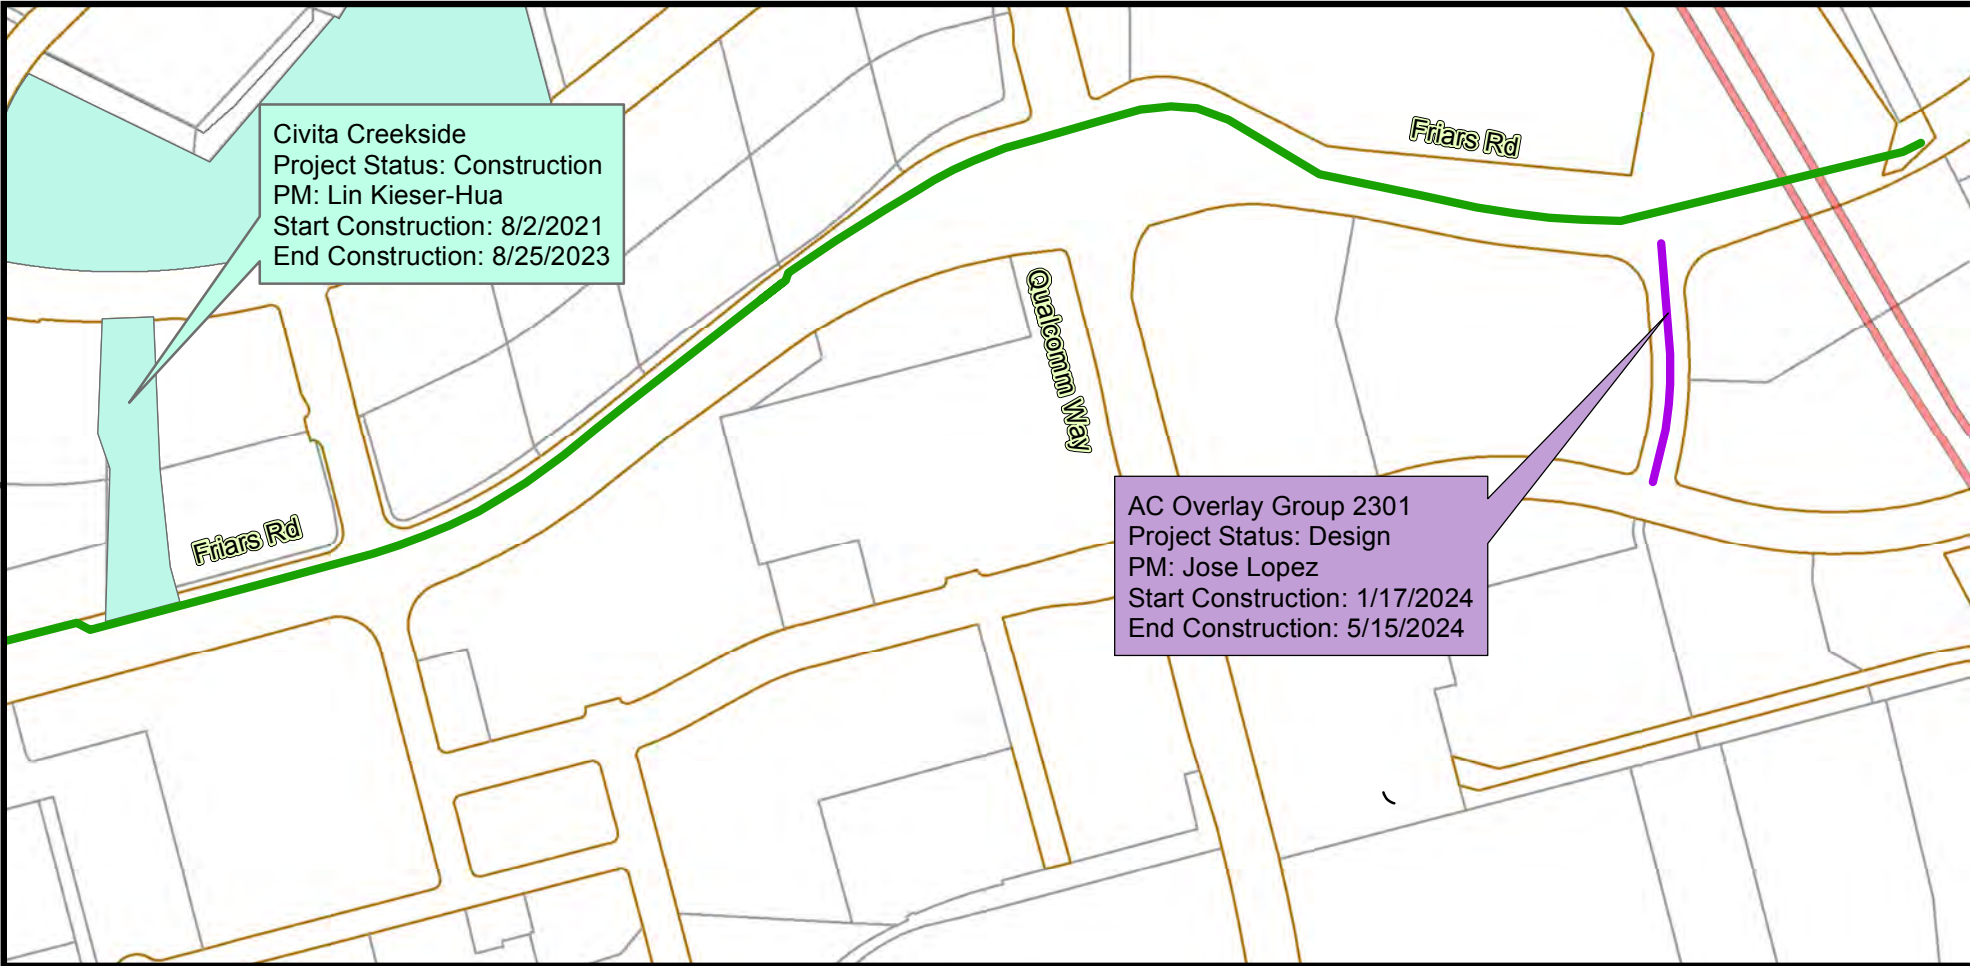 Civita Creekside
Project Status: Construction
PM: Lin Kieser-Hua
Start Construction: 8/2/2021
End Construction: 8/25/2023
Friars Rd
Qualcomm Way
Friars Rd
AC Overlay Group 2301
Project Status: Design
PM: Jose Lopez
Start Construction: 1/17/2024
End Construction: 5/15/2024